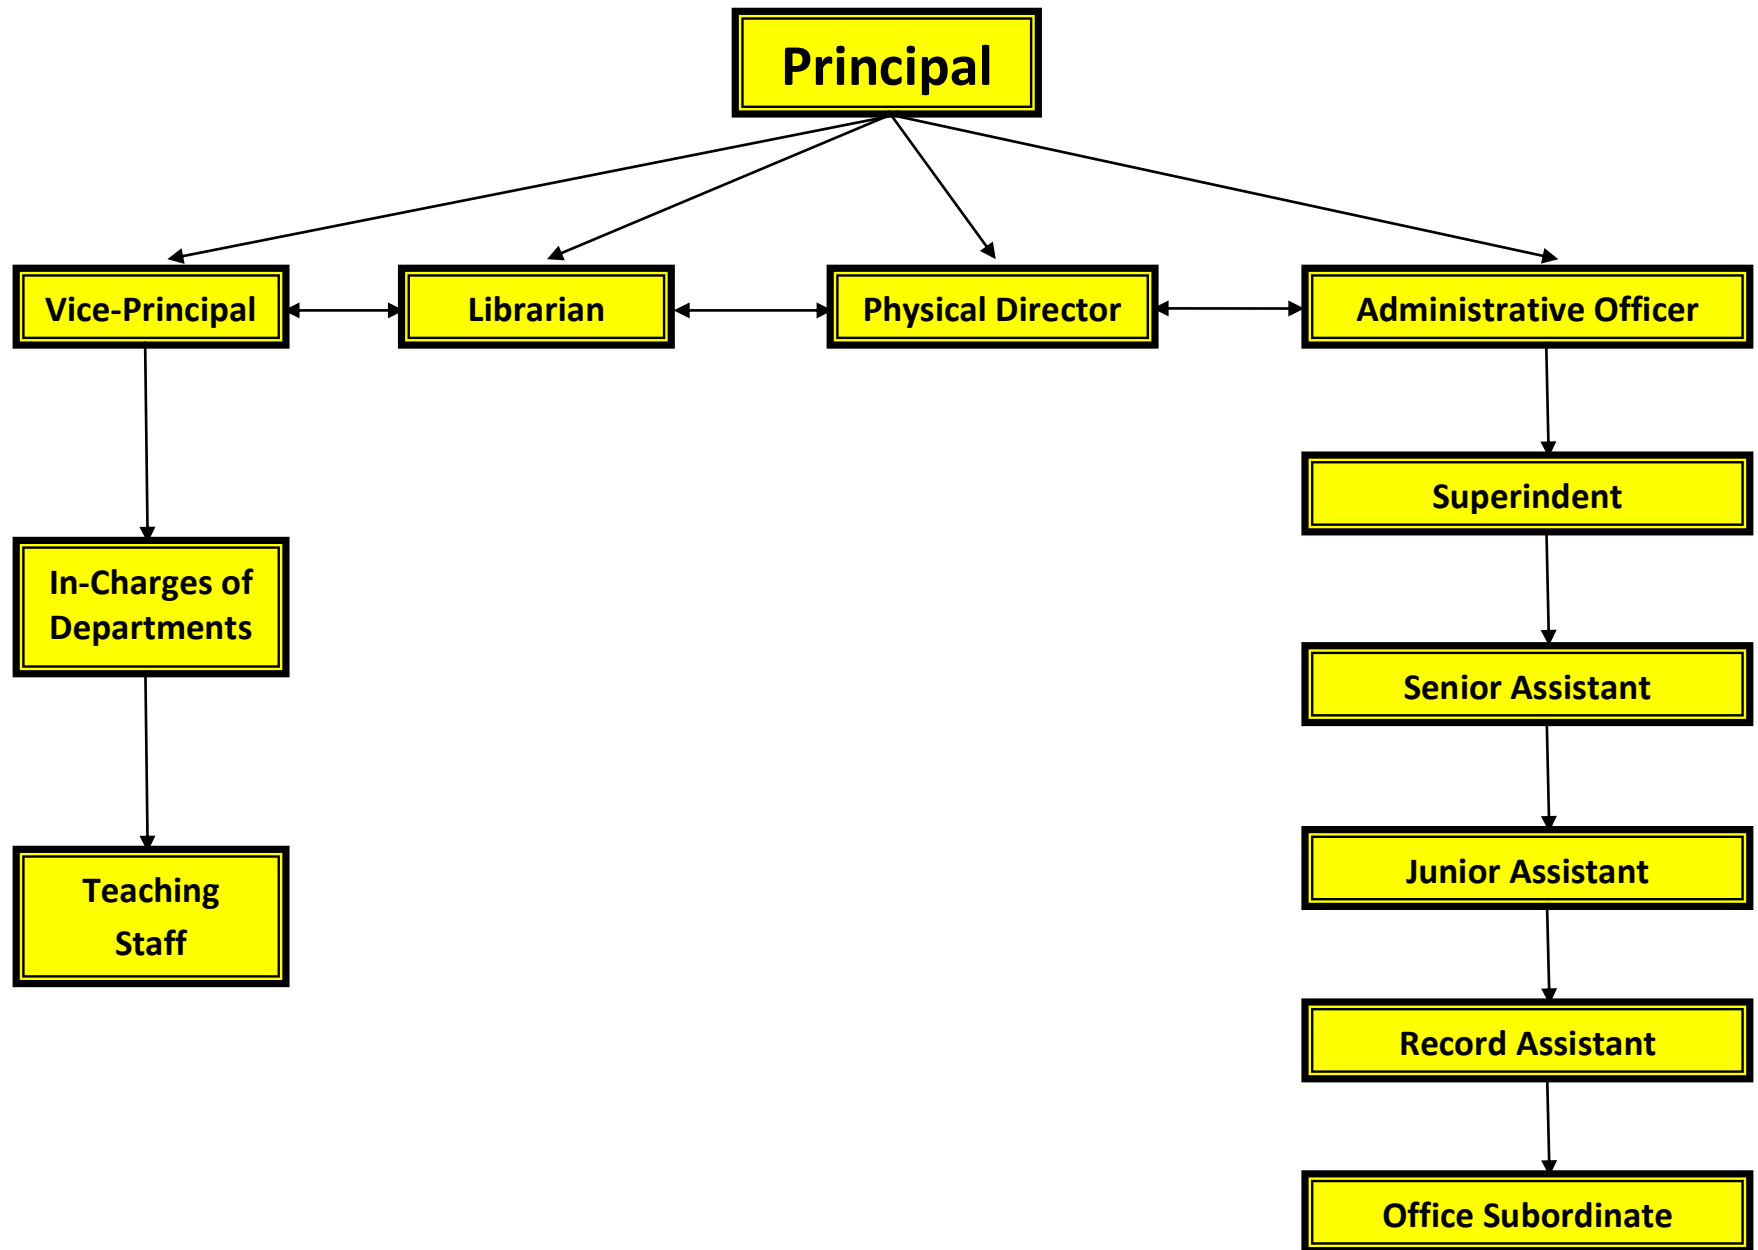 Principal
Vice-Principal
Librarian
Physical Director
Administrative Officer
Superindent
In-Charges of
Departments
Senior Assistant
Junior Assistant
Teaching
Staff
Record Assistant
Office Subordinate